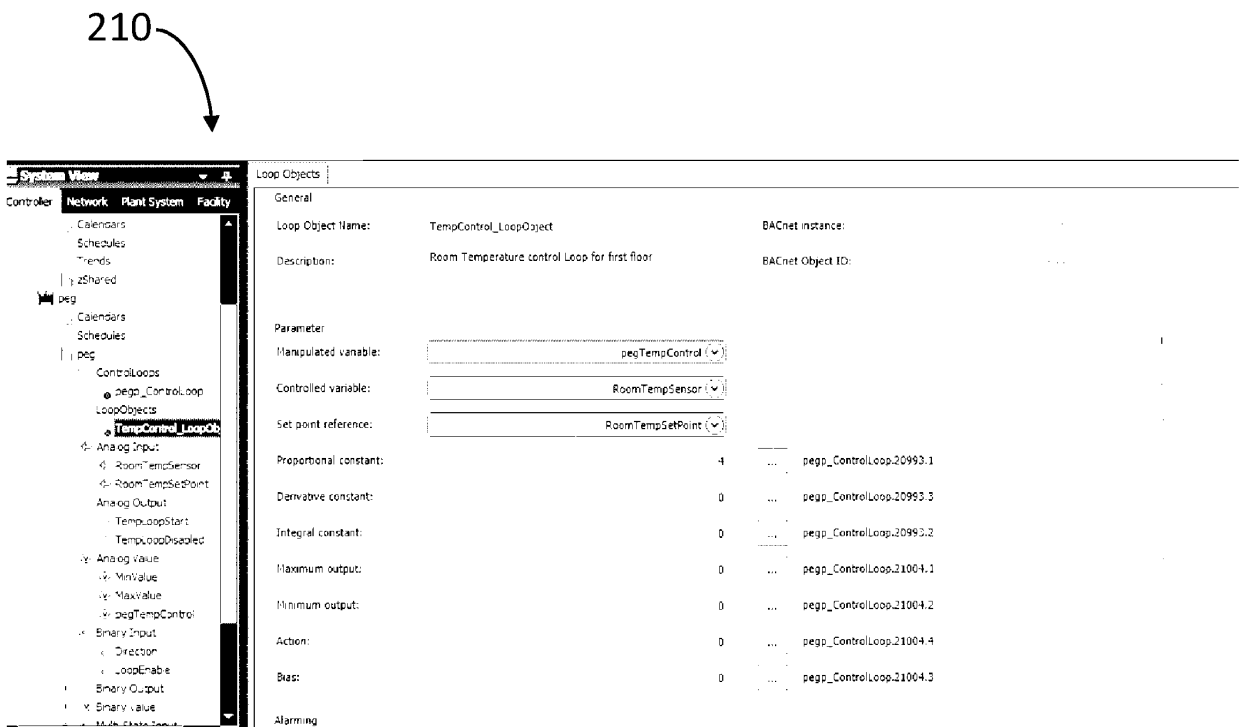 210
System View
Controller Network Plant System Facility
Calendars
Schedules
Trends
zShared
peg
Calendars
Schedules
peg
ControlLoops
pegp_ControlLoop
LoopObjects
TempControl_LoopOb
Analog Input
RoomTempSensor
RoomTempSetPoint
Analog Output
TempLoopStart
TempLoopDisabled
Analog Value
MinValue
MaxValue
pegTempControl
Binary Input
Direction
LoopEnable
Binary Output
Binary Value
Multi State Input
Loop Objects
General
Loop Object Name: TempControl_LoopObject BACnet instance:
Description: Room Temperature control Loop for first floor BACnet Object ID:
Parameter
Manipulated variable: pegTempControl
Controlled variable: RoomTempSensor
Set point reference: RoomTempSetPoint
Proportional constant: 4 ... pegp_ControlLoop.20993.1
Derivative constant: 0 ... pegp_ControlLoop.20993.3
Integral constant: 0 ... pegp_ControlLoop.20993.2
Maximum output: 0 ... pegp_ControlLoop.21004.1
Minimum output: 0 ... pegp_ControlLoop.21004.2
Action: 0 ... pegp_ControlLoop.21004.4
Bias: 0 ... pegp_ControlLoop.21004.3
Alarming